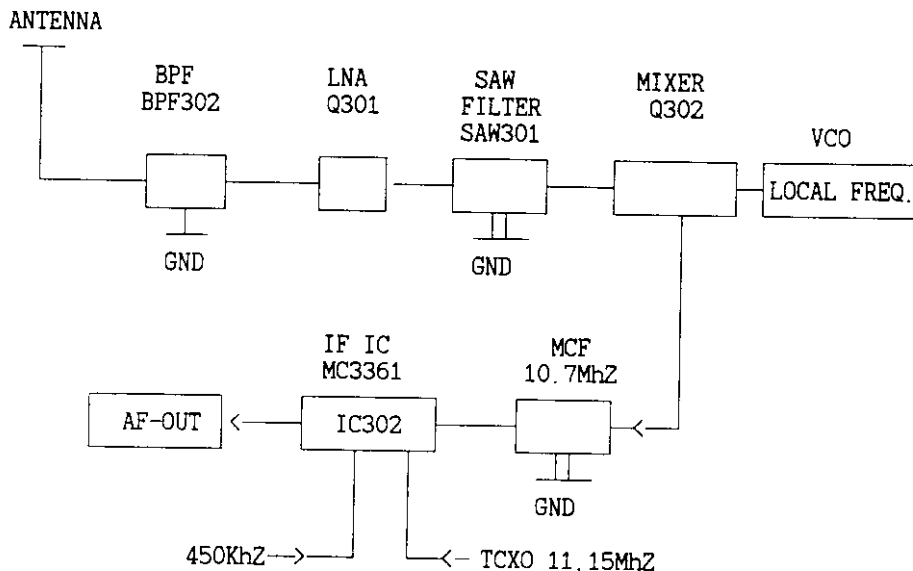 ANTENNA
BPF
BPF302
LNA
Q301
SAW
FILTER
SAW301
MIXER
Q302
VCO
LOCAL FREQ.
GND
GND
IF IC
MC3361
MCF
10.7MhZ
AF-OUT
IC302
GND
450KhZ
TCXO 11.15MhZ